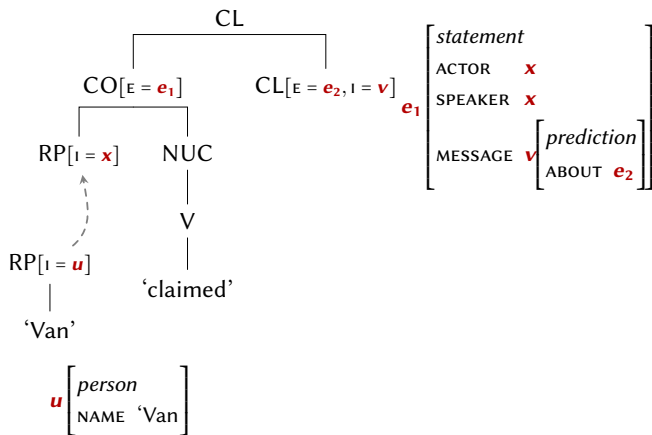 CL
CO[E = e₁] CL[E = e₂, I = v]
RP[I = x] NUC
V
RP[I = u]
‘claimed’
‘Van’
u [person
NAME ‘Van]
e₁ [statement
ACTOR x
SPEAKER x
MESSAGE v [prediction
ABOUT e₂]]